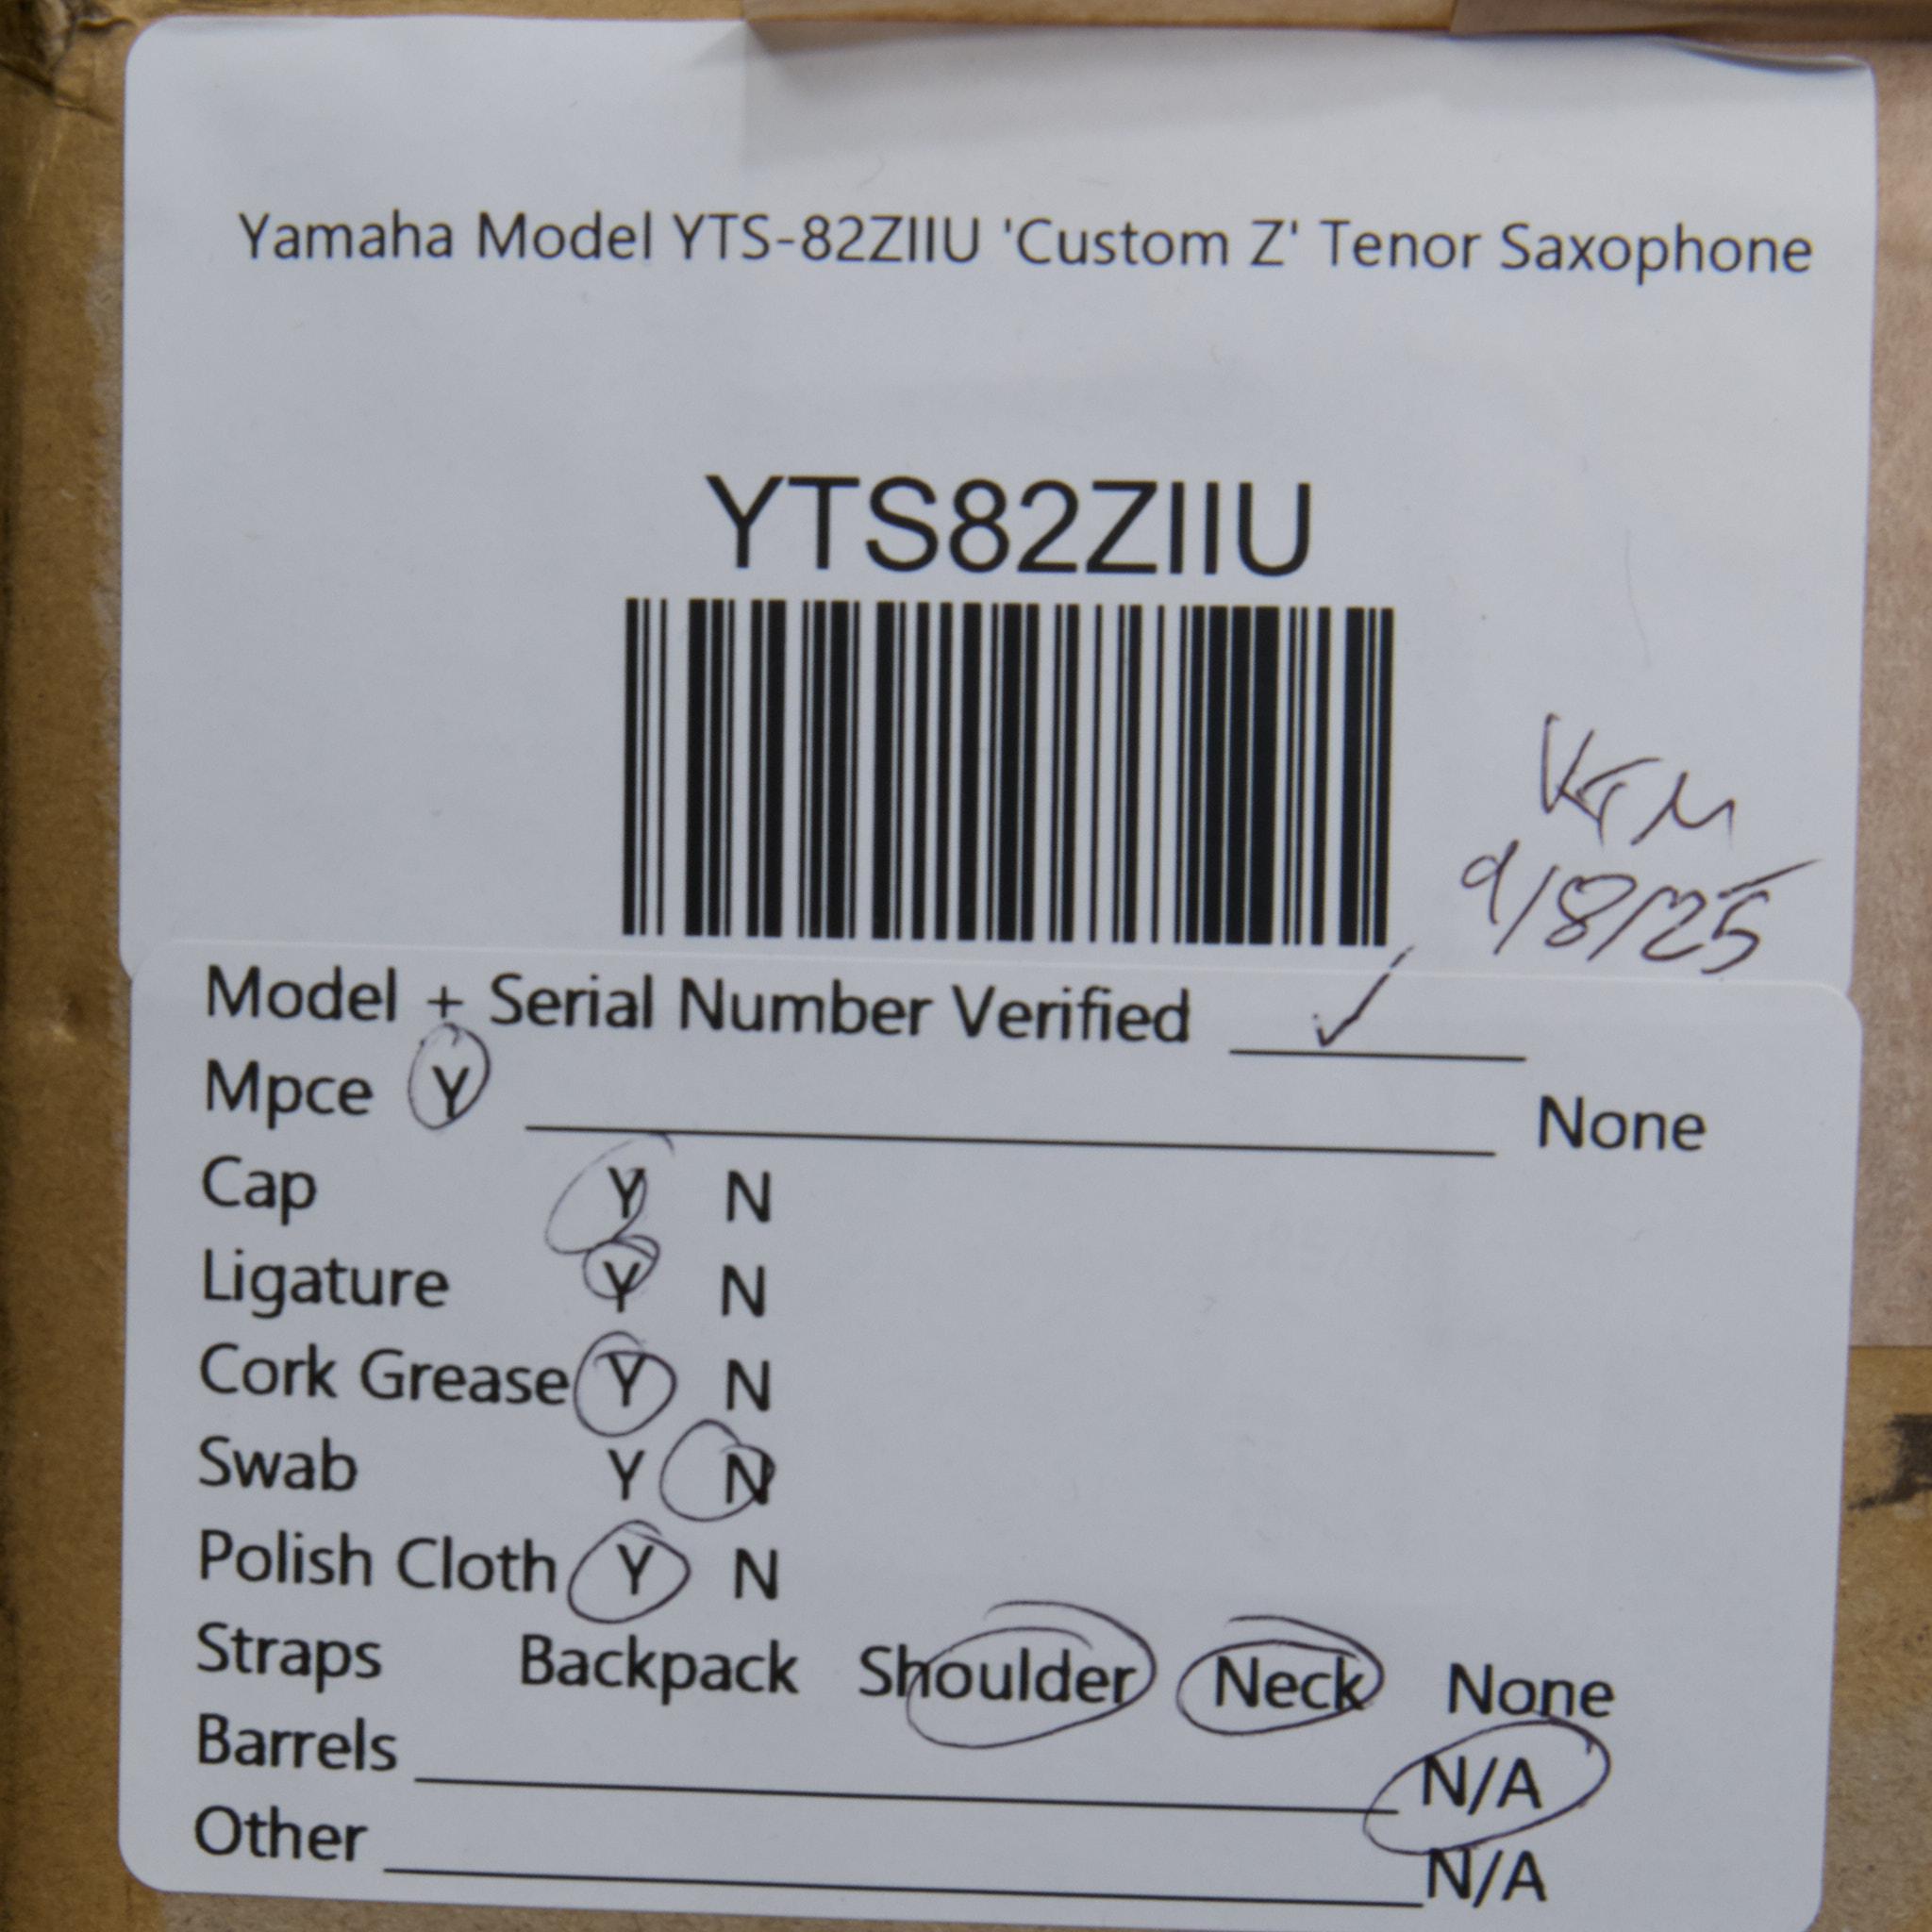 Yamaha Model YTS-82ZIIU 'Custom Z' Tenor Saxophone
YTS82ZIIU
KTM
9/8/25
Model + Serial Number Verified ✓
Mpce Y None
Cap Y N
Ligature Y N
Cork Grease Y N
Swab Y N
Polish Cloth Y N
Straps Backpack Shoulder Neck None
Barrels N/A
Other N/A